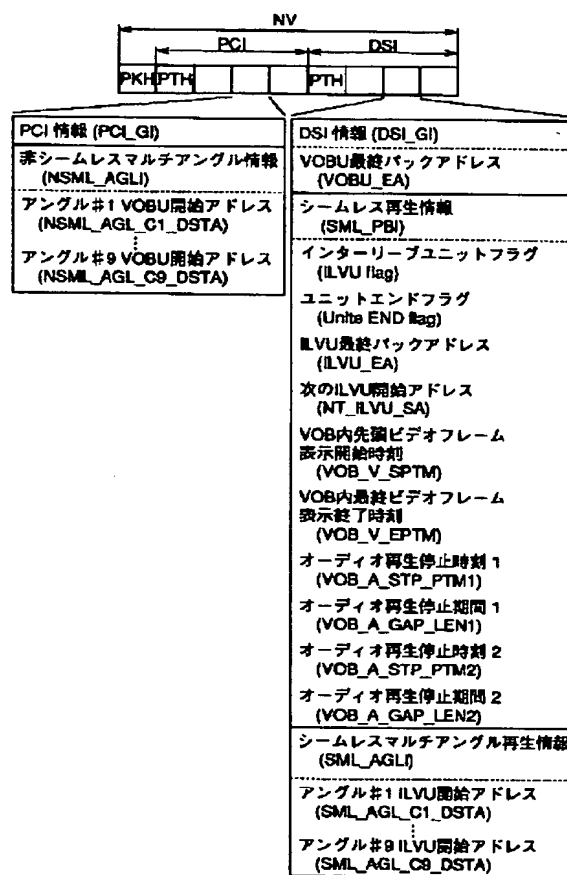 NV
PCI
DSI
PKH PTH PTH
PCI 情報 (PCI_GI)
非シームレスマルチアングル情報
(NSML_AGLI)
アングル#1 VOBU開始アドレス
(NSML_AGL_C1_DSTA)
アングル#9 VOBU開始アドレス
(NSML_AGL_C9_DSTA)
DSI 情報 (DSI_GI)
VOBU最終パックアドレス
(VOBU_EA)
シームレス再生情報
(SML_PBI)
インターリーブユニットフラグ
(ILVU flag)
ユニットエンドフラグ
(Unite END flag)
ILVU最終パックアドレス
(ILVU_EA)
次のILVU開始アドレス
(NT_ILVU_SA)
VOB内先頭ビデオフレーム
表示開始時刻
(VOB_V_SPTM)
VOB内最終ビデオフレーム
表示終了時刻
(VOB_V_EPTM)
オーディオ再生停止時刻 1
(VOB_A_STP_PTM1)
オーディオ再生停止期間 1
(VOB_A_GAP_LEN1)
オーディオ再生停止時刻 2
(VOB_A_STP_PTM2)
オーディオ再生停止期間 2
(VOB_A_GAP_LEN2)
シームレスマルチアングル再生情報
(SML_AGLI)
アングル#1 ILVU開始アドレス
(SML_AGL_C1_DSTA)
アングル#9 ILVU開始アドレス
(SML_AGL_C9_DSTA)